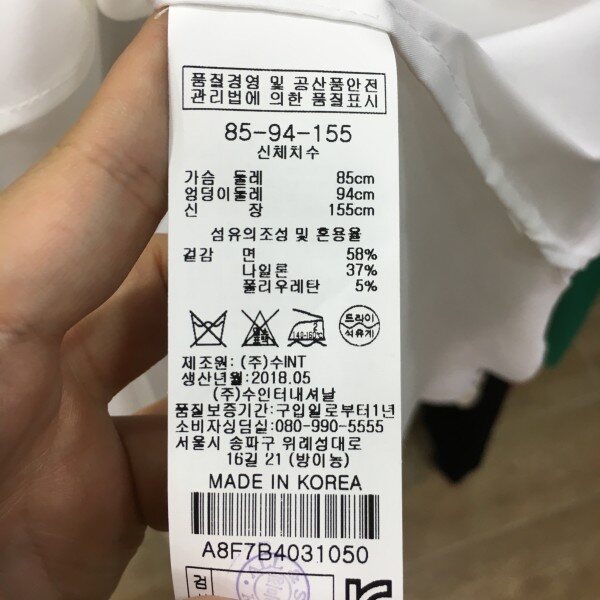 품질경영 및 공산품안전
관리법에 의한 품질표시
85-94-155
신체치수
가슴 둘레 85cm
엉덩이둘레 94cm
신 장 155cm
섬유의조성 및 혼용율
겉감 면 58%
나일론 37%
폴리우레탄 5%
드라이
석유계
제조원: (주)수INT
생산년월:2018.05
(주)수인터내셔날
품질보증기간:구입일로부터1년
소비자상담실:080-990-5555
서울시 송파구 위례성대로
16길 21 (방이동)
MADE IN KOREA
A8F7B4031050
검